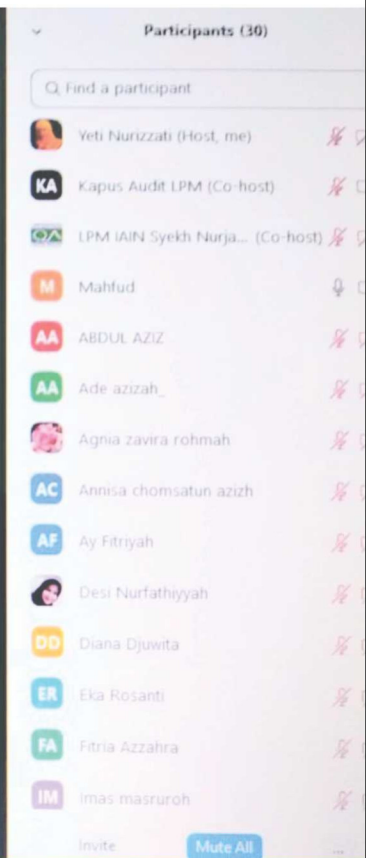 Participants (30)
Find a participant
Yeti Nurizzati (Host, me)
KA Kapus Audit LPM (Co-host)
LPM IAIN Syekh Nurja... (Co-host)
M Mahfud
AA ABDUL AZIZ
AA Ade azizah_
Agnia zavira rohmah
AC Annisa chomsatun azizh
AF Ay Fitriyah
Desi Nurfathiyyah
DD Diana Djuwita
ER Eka Rosanti
FA Fitria Azzahra
IM Imas masruroh
Invite Mute All ...